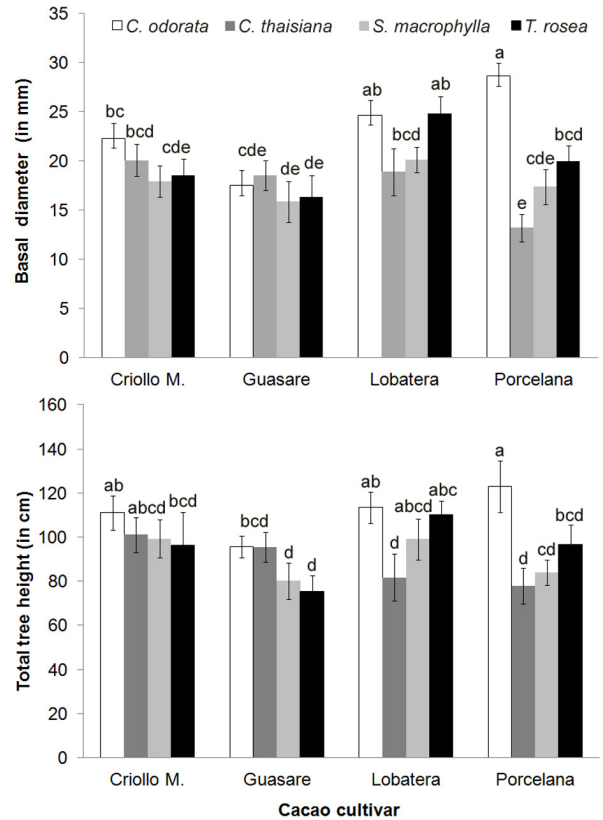 C. odorata C. thaisiana S. macrophylla T. rosea
35
30
25
20
15
10
5
0
Basal diameter (in mm)
bc bcd cde
cde de de
ab bcd ab
a e cde bcd
Criollo M. Guasare Lobatera Porcelana
160
140
120
100
80
60
40
20
0
Total tree height (in cm)
ab abcd bcd
bcd d d
ab d abcd abc
a d cd bcd
Criollo M. Guasare Lobatera Porcelana
Cacao cultivar